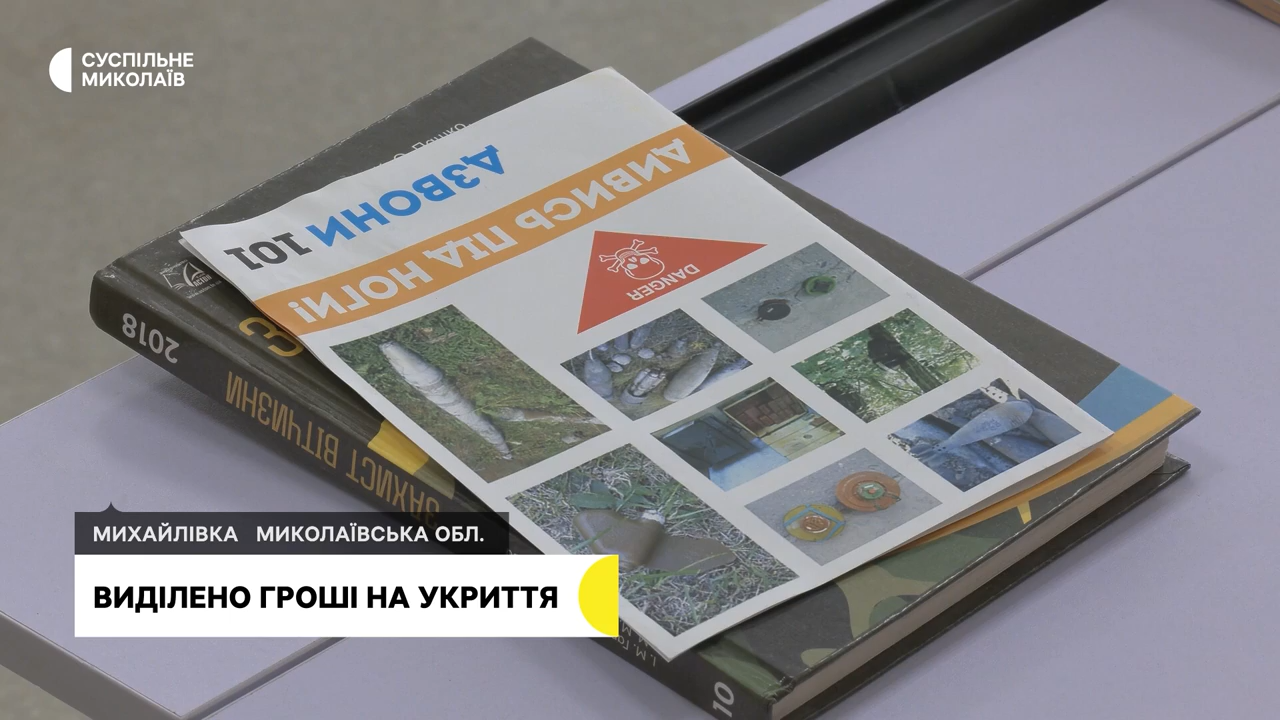 СУСПІЛЬНЕ
МИКОЛАЇВ
ДЗВОНИ 101
ДИВИСЬ ПІД НОГИ!
DANGER
2018
ЗАХИСТ ВІТЧИЗНИ
10
МИХАЙЛІВКА МИКОЛАЇВСЬКА ОБЛ.
ВИДІЛЕНО ГРОШІ НА УКРИТТЯ